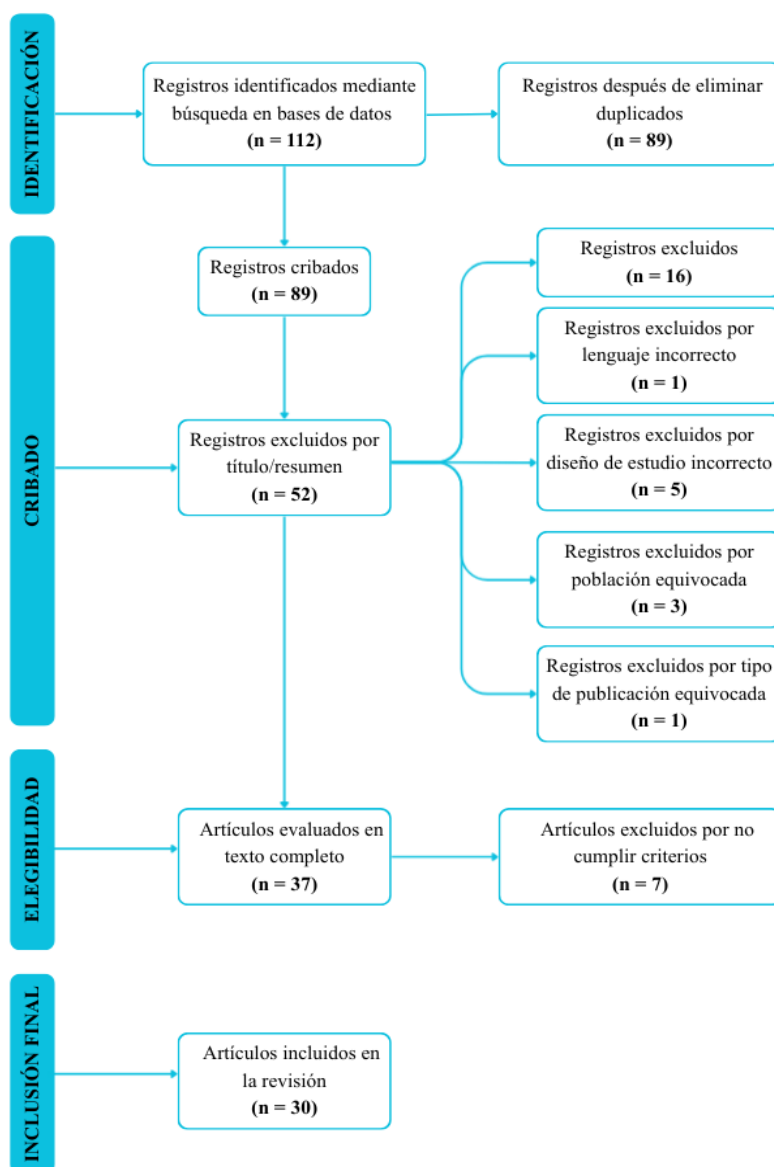 IDENTIFICACIÓN
Registros identificados mediante
búsqueda en bases de datos
(n = 112)
Registros después de eliminar
duplicados
(n = 89)
CRIBADO
Registros cribados
(n = 89)
Registros excluidos por
título/resumen
(n = 52)
Registros excluidos
(n = 16)
Registros excluidos por
lenguaje incorrecto
(n = 1)
Registros excluidos por
diseño de estudio incorrecto
(n = 5)
Registros excluidos por
población equivocada
(n = 3)
Registros excluidos por tipo
de publicación equivocada
(n = 1)
ELEGIBILIDAD
Artículos evaluados en
texto completo
(n = 37)
Artículos excluidos por no
cumplir criterios
(n = 7)
INCLUSIÓN FINAL
Artículos incluidos en
la revisión
(n = 30)